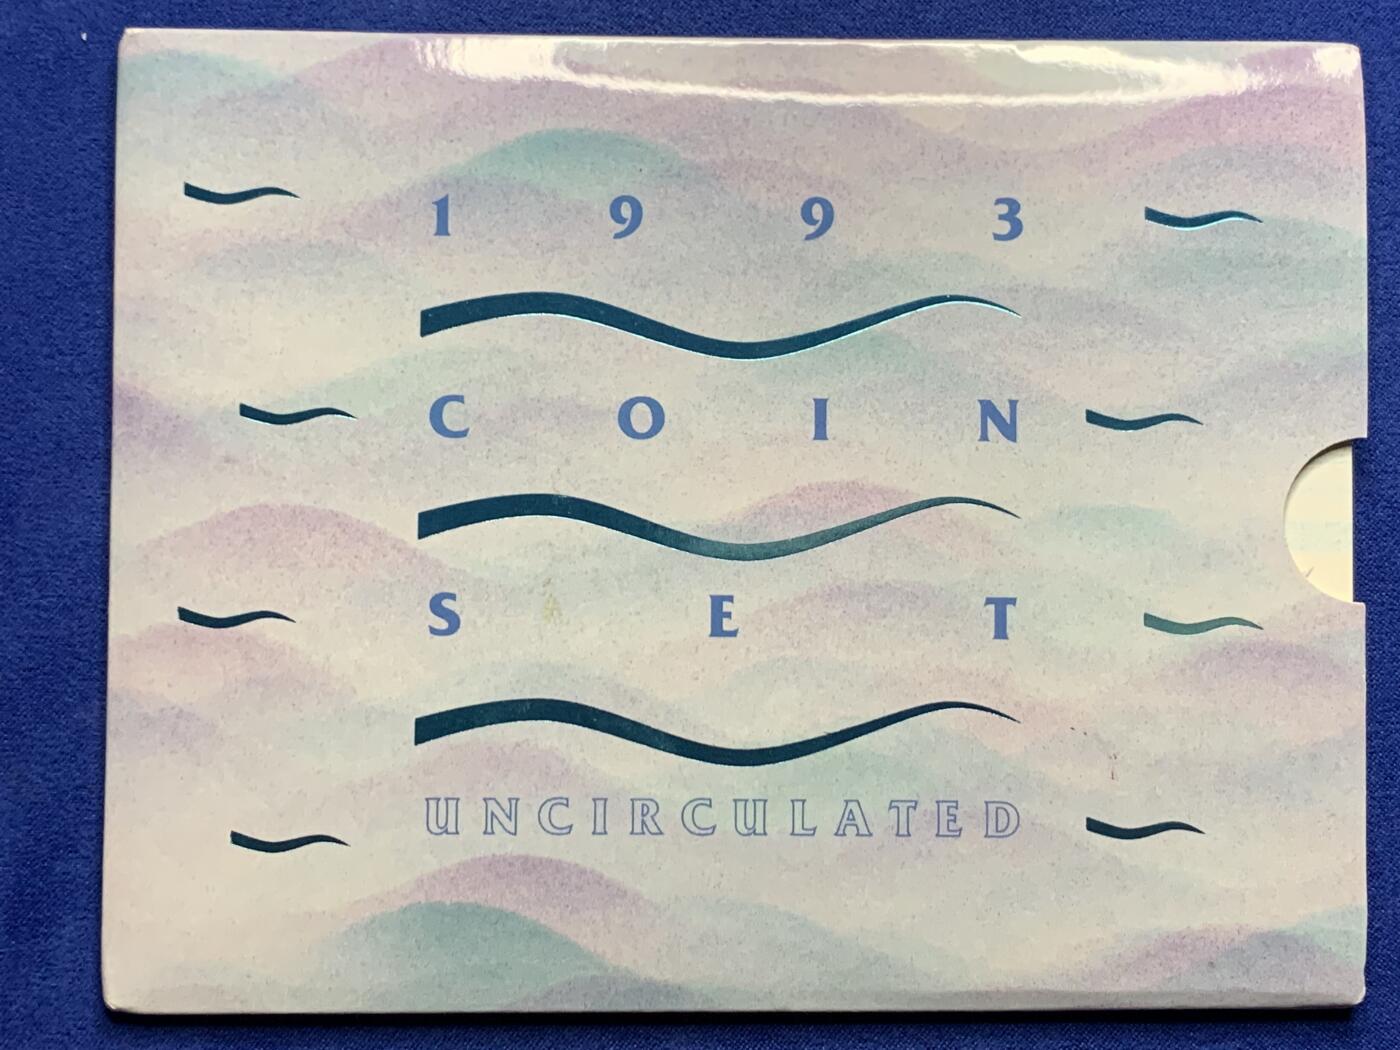 1993
COIN
SET
UNCIRCULATED